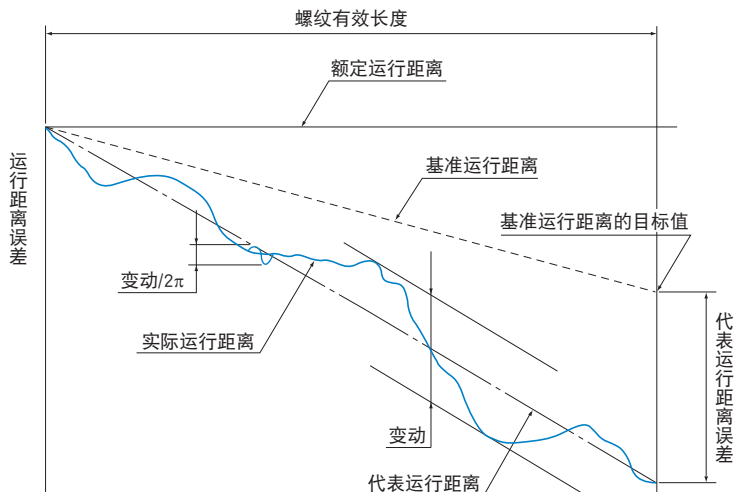 螺纹有效长度
额定运行距离
运行距离误差
基准运行距离
基准运行距离的目标值
变动/2π
实际运行距离
代表运行距离误差
变动
代表运行距离